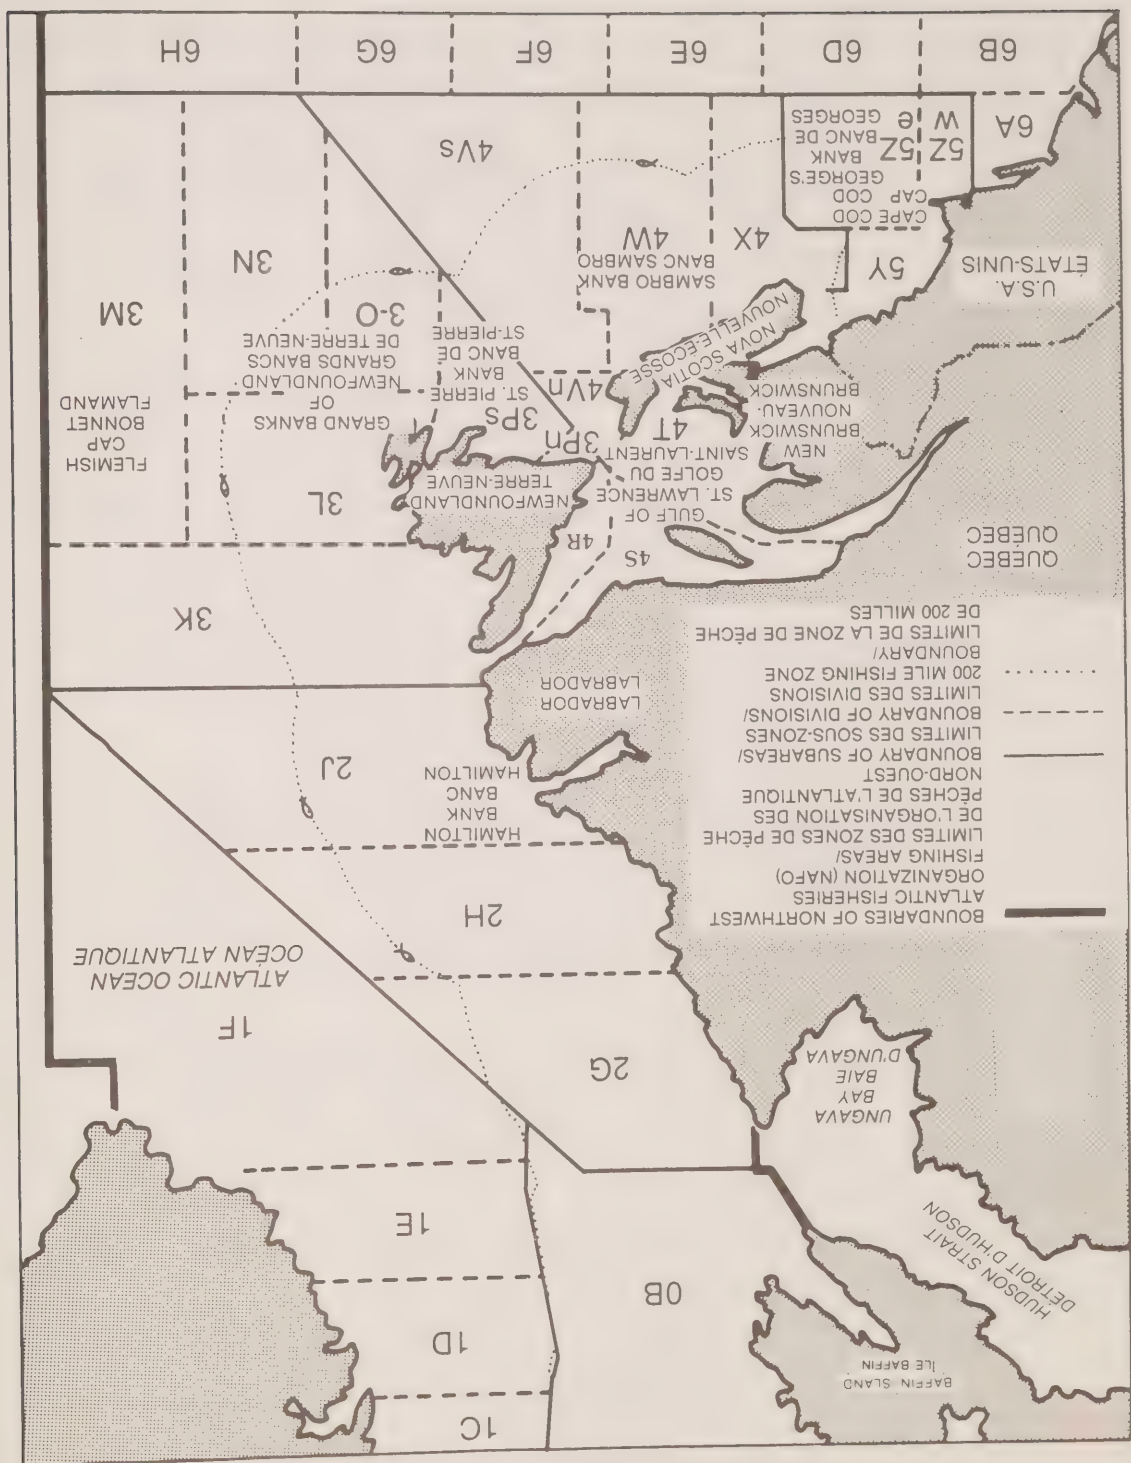 1C
1D
1E
0B
BAFFIN ISLAND
ÎLE BAFFIN
HUDSON STRAIT
DÉTROIT D'HUDSON
UNGAVA
BAY
BAIE
D'UNGAVA
2G
1F
ATLANTIC OCEAN
OCÉAN ATLANTIQUE
2H
HAMILTON
BANK
BANC
HAMILTON
2J
BOUNDARIES OF NORTHWEST
ATLANTIC FISHERIES
ORGANIZATION (NAFO)
FISHING AREAS/
LIMITES DES ZONES DE PÊCHE
DE L'ORGANISATION DES
PÊCHES DE L'ATLANTIQUE
NORD-OUEST
BOUNDARY OF SUBAREAS/
LIMITES DES SOUS-ZONES
BOUNDARY OF DIVISIONS/
LIMITES DES DIVISIONS
200 MILE FISHING ZONE
BOUNDARY/
LIMITES DE LA ZONE DE PÊCHE
DE 200 MILLES
LABRADOR
LABRADOR
3K
QUÉBEC
QUÉBEC
4S
4R
GULF OF
ST. LAWRENCE
GOLFE DU
SAINT-LAURENT
4T
NEWFOUNDLAND
TERRE-NEUVE
3L
FLEMISH
CAP
BONNET
FLAMAND
3M
GRAND BANKS
OF
NEWFOUNDLAND
GRANDS BANCS
DE TERRE-NEUVE
3Pn
3Ps
ST. PIERRE
BANK
BANC DE
ST-PIERRE
3-O
3N
NEW
BRUNSWICK
NOUVEAU-
BRUNSWICK
NOVA SCOTIA
NOUVELLE-ÉCOSSE
4Vn
U.S.A.
ÉTATS-UNIS
5Y
4X
SAMBRO BANK
BANC SAMBRO
4W
4Vs
CAPE COD
CAP COD
GEORGE'S
BANK
BANC DE
GEORGES
5Z
e
5Z
w
6A
6B
6D
6E
6F
6G
6H